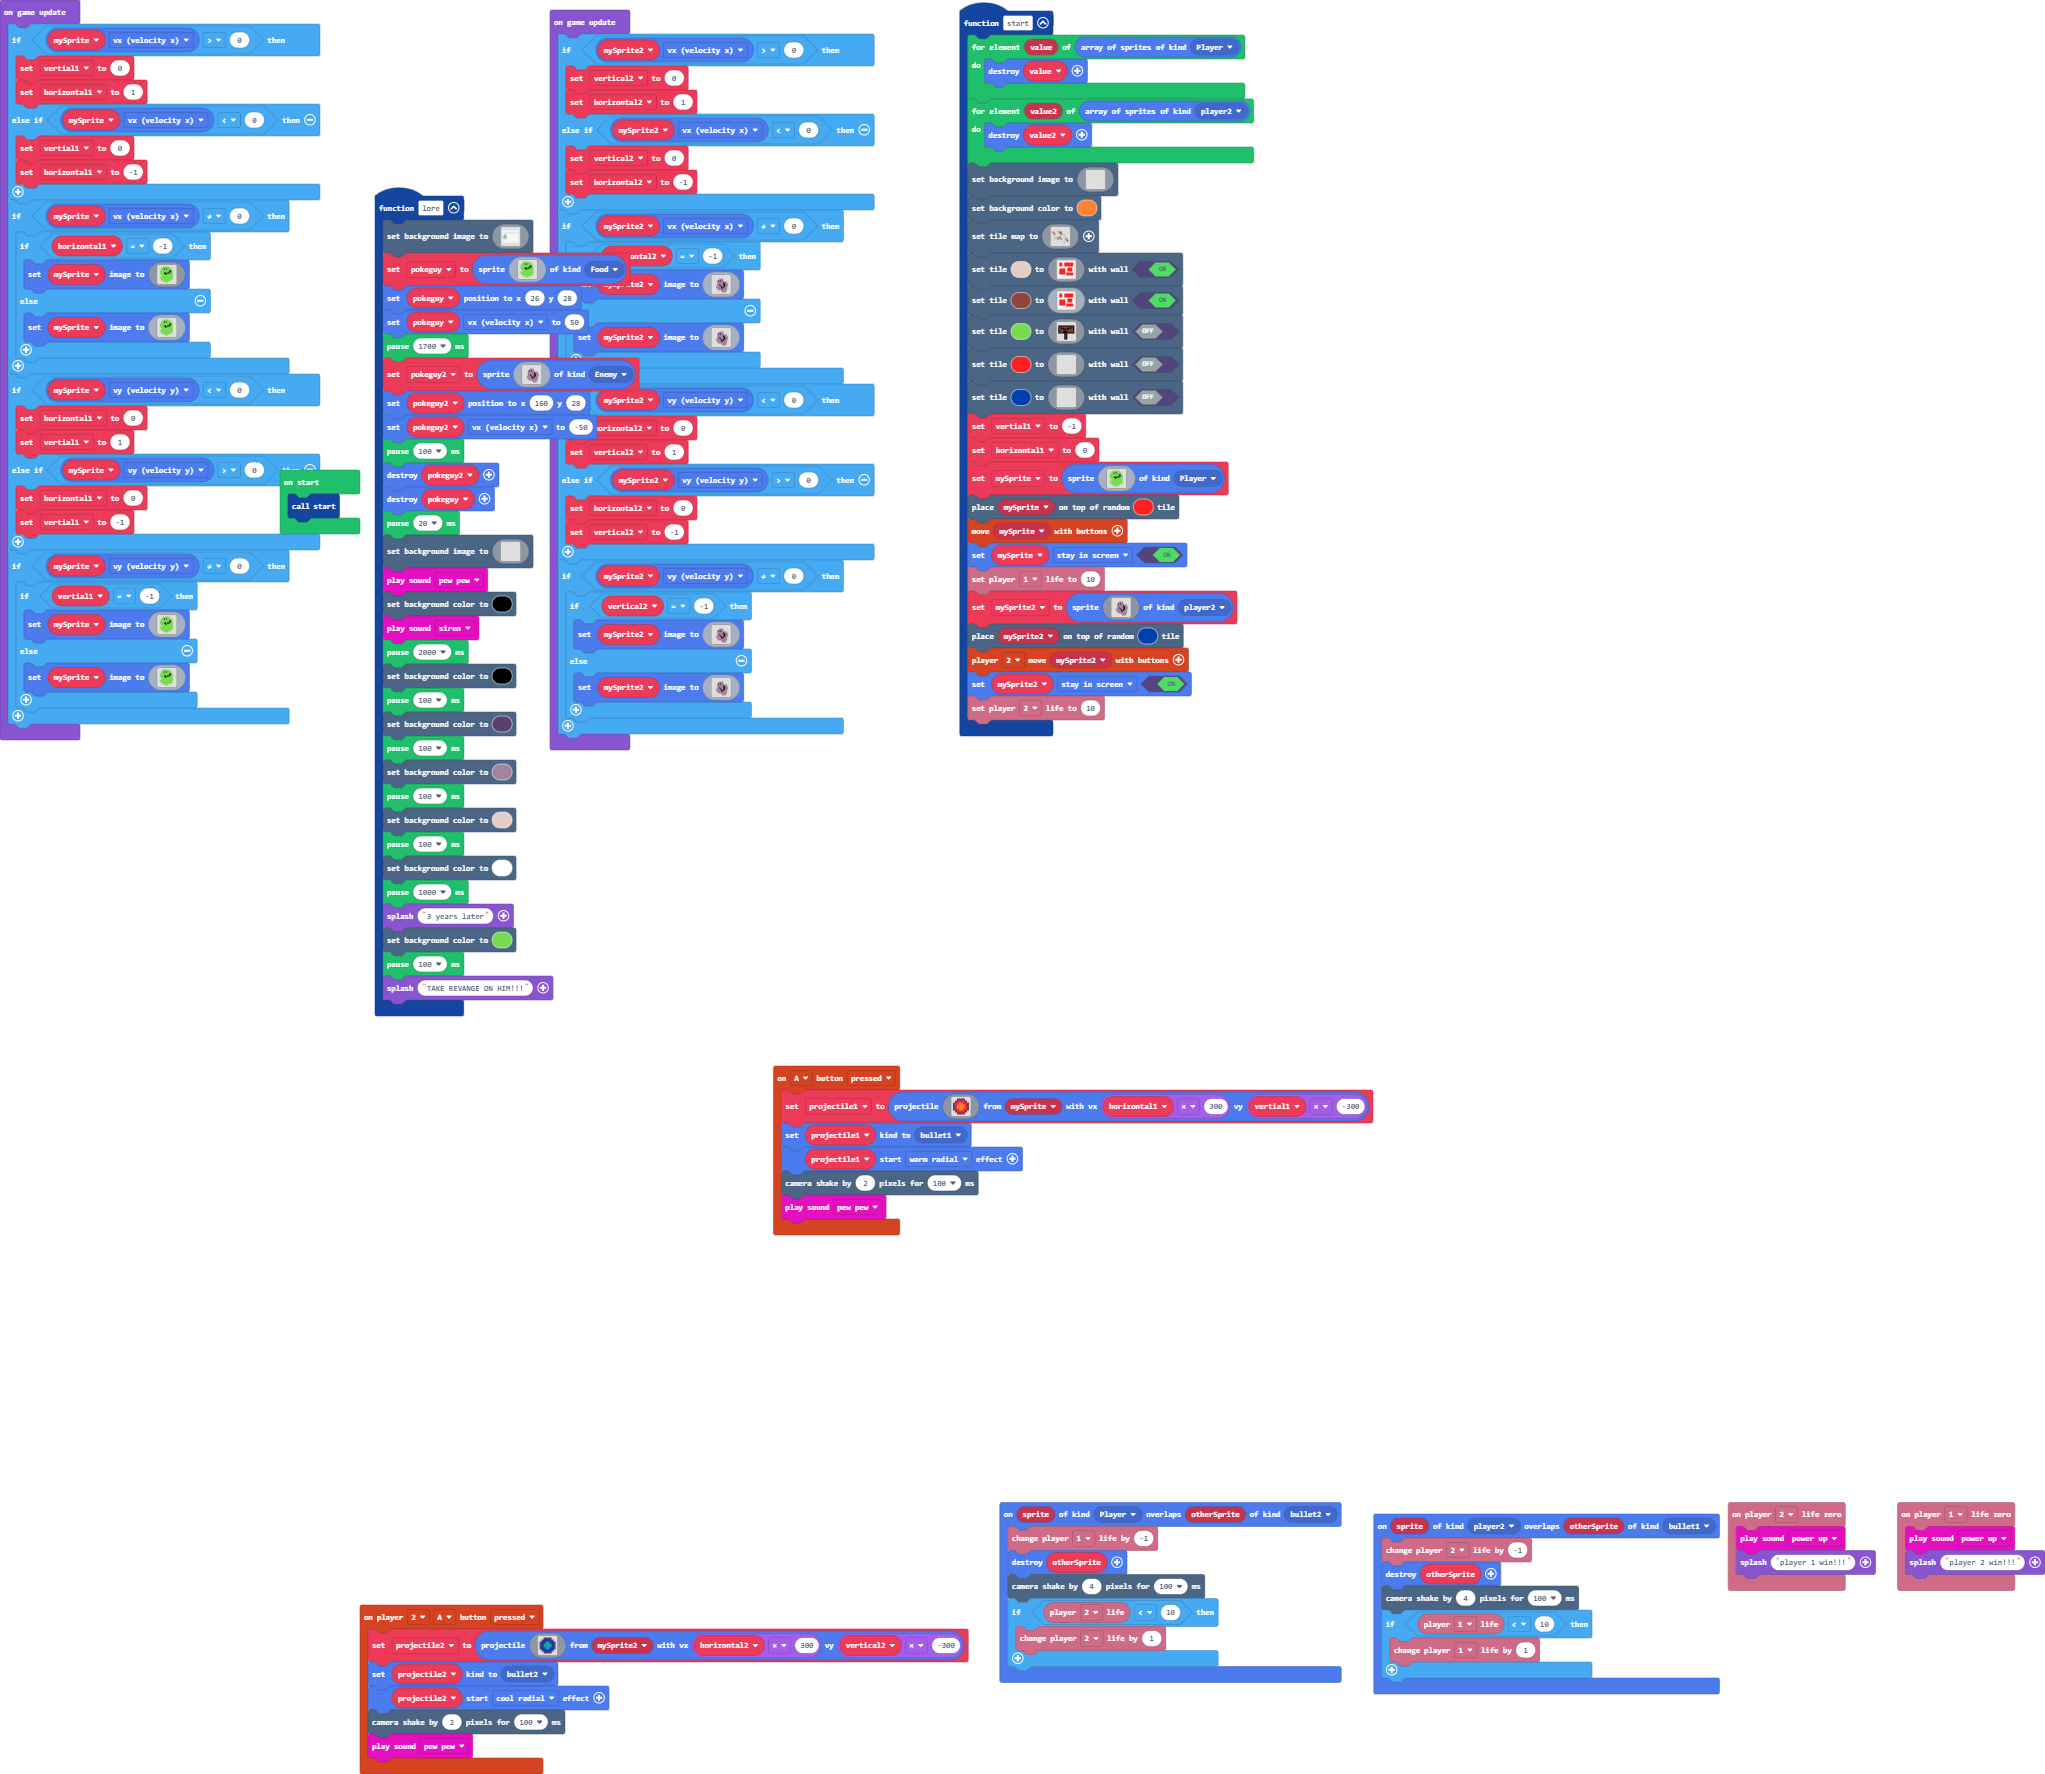 on game update
if mySprite vx (velocity x) > 0 then
set vertial1 to 0
set horizontal1 to 1
else if mySprite vx (velocity x) < 0 then
set vertial1 to 0
set horizontal1 to -1
if mySprite vx (velocity x) ≠ 0 then
if horizontal1 = -1 then
set mySprite image to
else
set mySprite image to
if mySprite vy (velocity y) < 0 then
set horizontal1 to 0
set vertial1 to 1
else if mySprite vy (velocity y) > 0
set horizontal1 to 0
set vertial1 to -1
if mySprite vy (velocity y) ≠ 0 then
if vertial1 = -1 then
set mySprite image to
else
set mySprite image to
on start
call start
function lore
set background image to
set pokeguy to sprite of kind Food
set pokeguy position to x 26 y 28
set pokeguy vx (velocity x) to 50
pause 1700 ms
set pokeguy2 to sprite of kind Enemy
set pokeguy2 position to x 160 y 28
set pokeguy2 vx (velocity x) to -50
pause 100 ms
destroy pokeguy2
destroy pokeguy
pause 20 ms
set background image to
play sound pew pew
set background color to
play sound siren
pause 2000 ms
set background color to
pause 100 ms
set background color to
pause 100 ms
set background color to
pause 100 ms
set background color to
pause 100 ms
set background color to
pause 1000 ms
splash "3 years later"
set background color to
pause 100 ms
splash "TAKE REVANGE ON HIM!!!"
on game update
if mySprite2 vx (velocity x) > 0 then
set vertical2 to 0
set horizontal2 to 1
else if mySprite2 vx (velocity x) < 0 then
set vertical2 to 0
set horizontal2 to -1
if mySprite2 vx (velocity x) ≠ 0 then
ontal2 = -1 then
image to
set mySprite2 image to
mySprite2 vy (velocity y) < 0 then
orizontal2 to 0
set vertical2 to 1
else if mySprite2 vy (velocity y) > 0 then
set horizontal2 to 0
set vertical2 to -1
if mySprite2 vy (velocity y) ≠ 0 then
if vertical2 = -1 then
set mySprite2 image to
else
set mySprite2 image to
function start
for element value of array of sprites of kind Player
do
destroy value
for element value2 of array of sprites of kind player2
do
destroy value2
set background image to
set background color to
set tile map to
set tile to with wall ON
set tile to with wall ON
set tile to with wall OFF
set tile to with wall OFF
set tile to with wall OFF
set vertial1 to -1
set horizontal1 to 0
set mySprite to sprite of kind Player
place mySprite on top of random tile
move mySprite with buttons
set mySprite stay in screen ON
set player 1 life to 10
set mySprite2 to sprite of kind player2
place mySprite2 on top of random tile
player 2 move mySprite2 with buttons
set mySprite2 stay in screen ON
set player 2 life to 10
on A button pressed
set projectile1 to projectile from mySprite with vx horizontal1 × 300 vy vertial1 × -300
set projectile1 kind to bullet1
projectile1 start warm radial effect
camera shake by 2 pixels for 100 ms
play sound pew pew
on player 2 A button pressed
set projectile2 to projectile from mySprite2 with vx horizontal2 × 300 vy vertical2 × -300
set projectile2 kind to bullet2
projectile2 start cool radial effect
camera shake by 2 pixels for 100 ms
play sound pew pew
on sprite of kind Player overlaps otherSprite of kind bullet2
change player 1 life by -1
destroy otherSprite
camera shake by 4 pixels for 100 ms
if player 2 life < 10 then
change player 2 life by 1
on sprite of kind player2 overlaps otherSprite of kind bullet1
change player 2 life by -1
destroy otherSprite
camera shake by 4 pixels for 100 ms
if player 1 life < 10 then
change player 1 life by 1
on player 2 life zero
play sound power up
splash "player 1 win!!!"
on player 1 life zero
play sound power up
splash "player 2 win!!!"